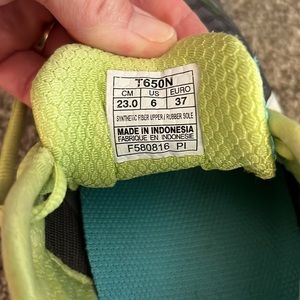 T650N
CM US EURO
23.0 6 37
SYNTHETIC FIBER UPPER / RUBBER SOLE
MADE IN INDONESIA
FABRIQUE EN INDONESIE
F580816 PI